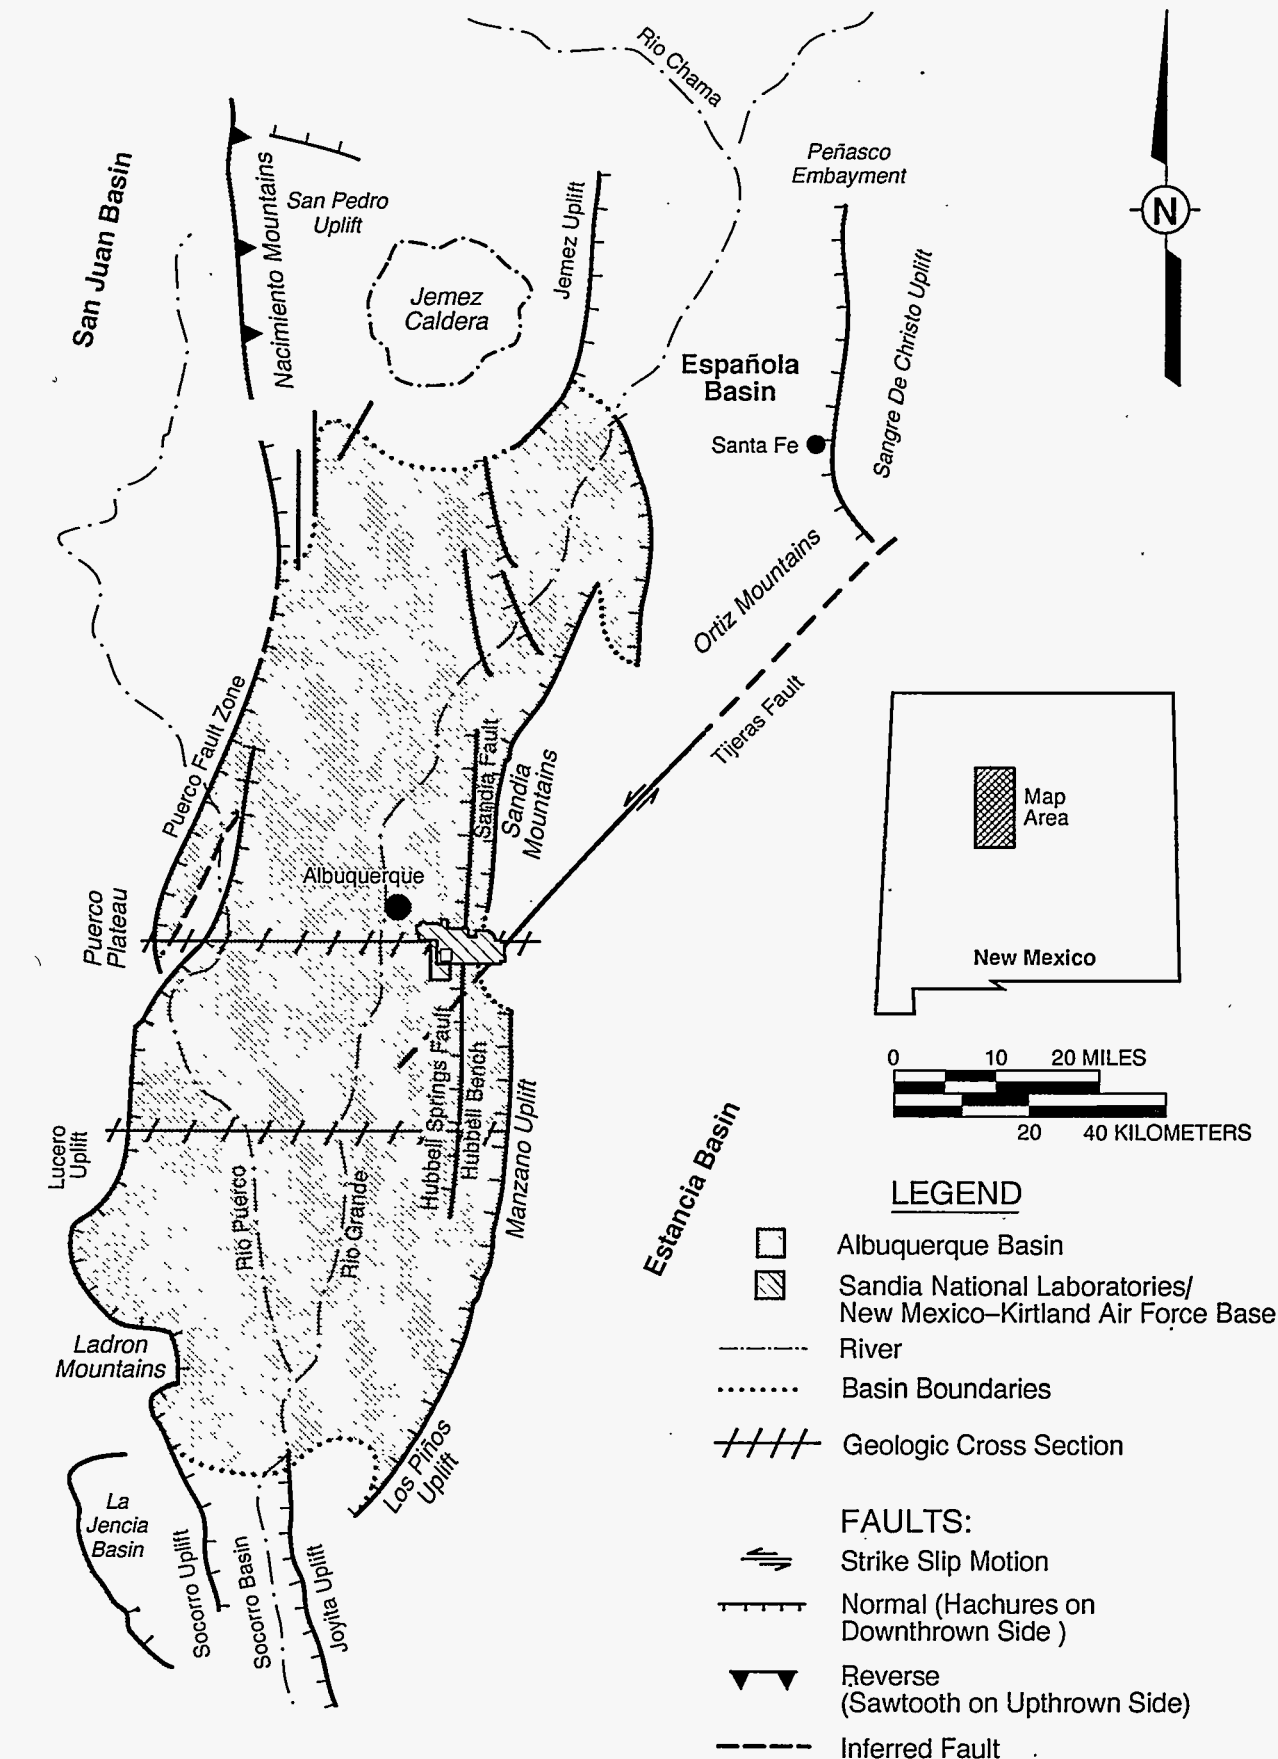 Rio Chama
San Juan Basin
Nacimiento Mountains
San Pedro
Uplift
Jemez Uplift
Jemez
Caldera
Peñasco
Embayment
N
Española
Basin
Santa Fe
Sangre De Christo Uplift
Ortiz Mountains
Tijeras Fault
Puerco Fault Zone
Sandia Fault
Sandia
Mountains
Albuquerque
Puerco
Plateau
Hubbell Springs Fault
Hubbell Bench
Manzano Uplift
Lucero
Uplift
Rio Puerco
Rio Grande
Estancia Basin
Ladron
Mountains
Los Piños
Uplift
La
Jencia
Basin
Socorro Uplift
Socorro Basin
Joyita Uplift
Map
Area
New Mexico
0 10 20 MILES
20 40 KILOMETERS
LEGEND
Albuquerque Basin
Sandia National Laboratories/
New Mexico–Kirtland Air Force Base
River
Basin Boundaries
Geologic Cross Section
FAULTS:
Strike Slip Motion
Normal (Hachures on
Downthrown Side )
Reverse
(Sawtooth on Upthrown Side)
Inferred Fault